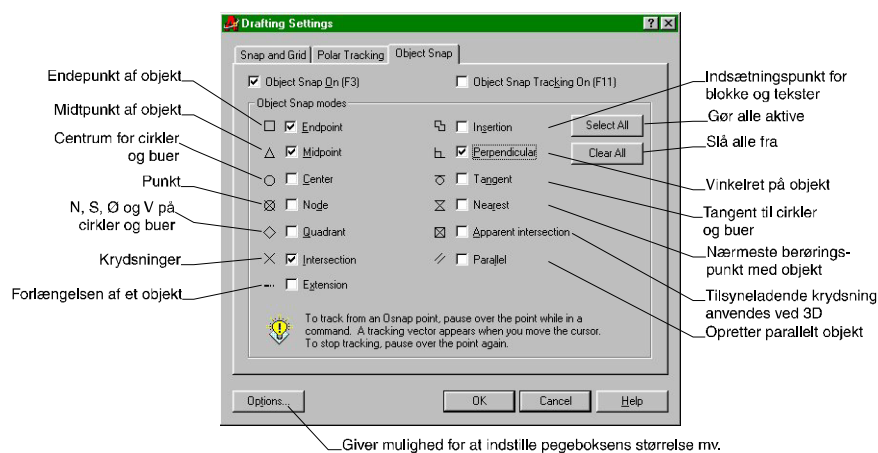 Drafting Settings
Snap and Grid
Polar Tracking
Object Snap
Object Snap On (F3)
Object Snap Tracking On (F11)
Object Snap modes
Endpoint
Midpoint
Center
Node
Quadrant
Intersection
Extension
Insertion
Perpendicular
Tangent
Nearest
Apparent intersection
Parallel
Select All
Clear All
To track from an Osnap point, pause over the point while in a
command. A tracking vector appears when you move the cursor.
To stop tracking, pause over the point again.
Options...
OK
Cancel
Help
Endepunkt af objekt
Midtpunkt af objekt
Centrum for cirkler
og buer
Punkt
N, S, Ø og V på
cirkler og buer
Krydsninger
Forlængelsen af et objekt
Indsætningspunkt for
blokke og tekster
Gør alle aktive
Slå alle fra
Vinkelret på objekt
Tangent til cirkler
og buer
Nærmeste berørings-
punkt med objekt
Tilsyneladende krydsning
anvendes ved 3D
Opretter parallelt objekt
Giver mulighed for at indstille pegeboksens størrelse mv.